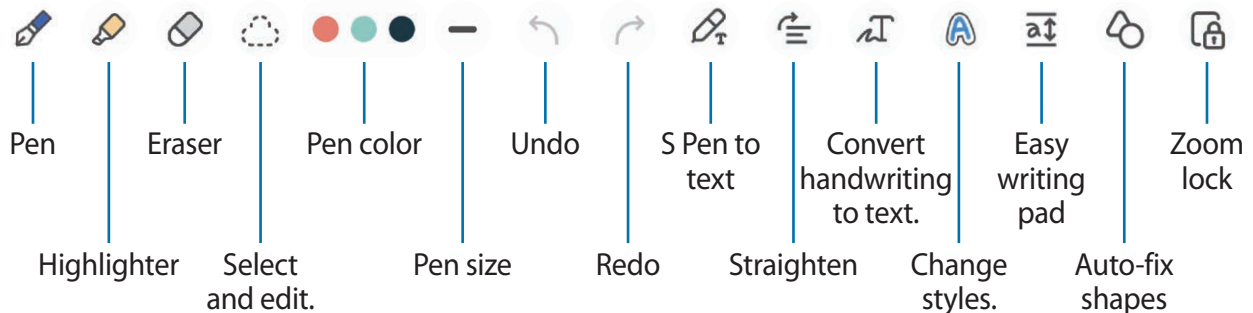 Pen
Eraser
Pen color
Undo
S Pen to
text
Convert
handwriting
to text.
Easy
writing
pad
Zoom
lock
Highlighter
Select
and edit.
Pen size
Redo
Straighten
Change
styles.
Auto-fix
shapes